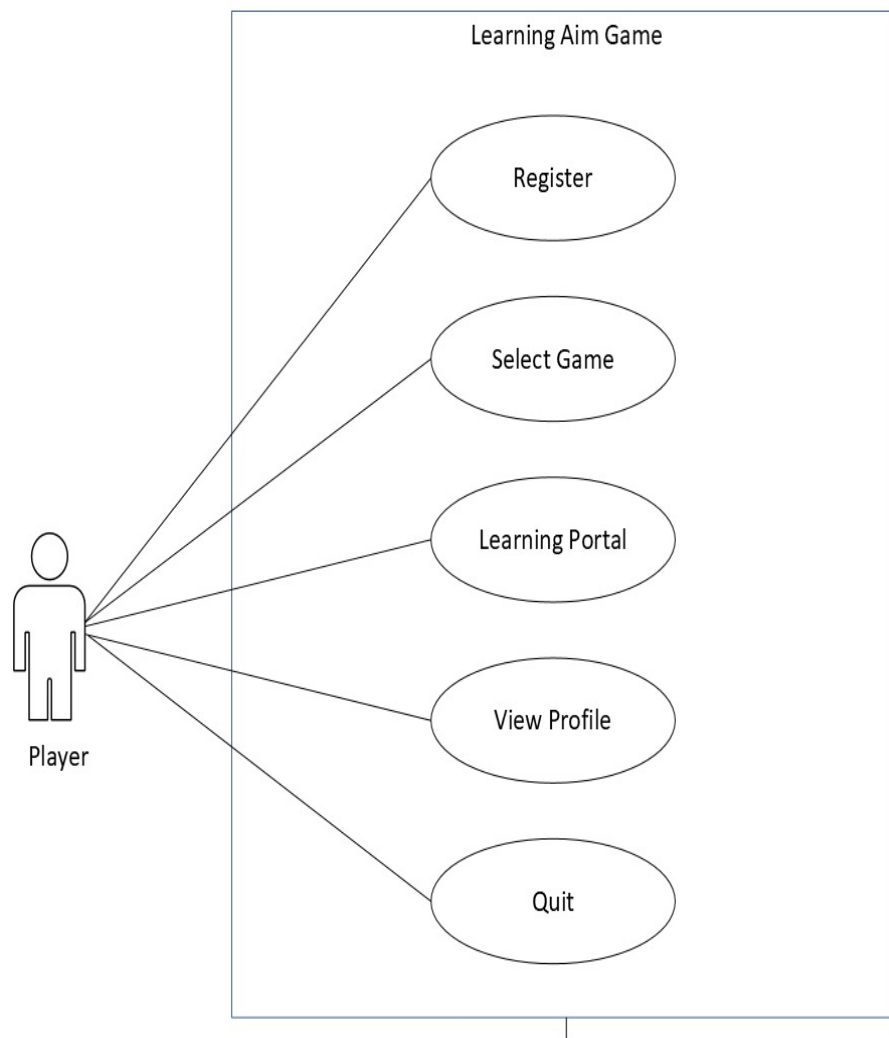 Learning Aim Game
Register
Select Game
Learning Portal
View Profile
Quit
Player